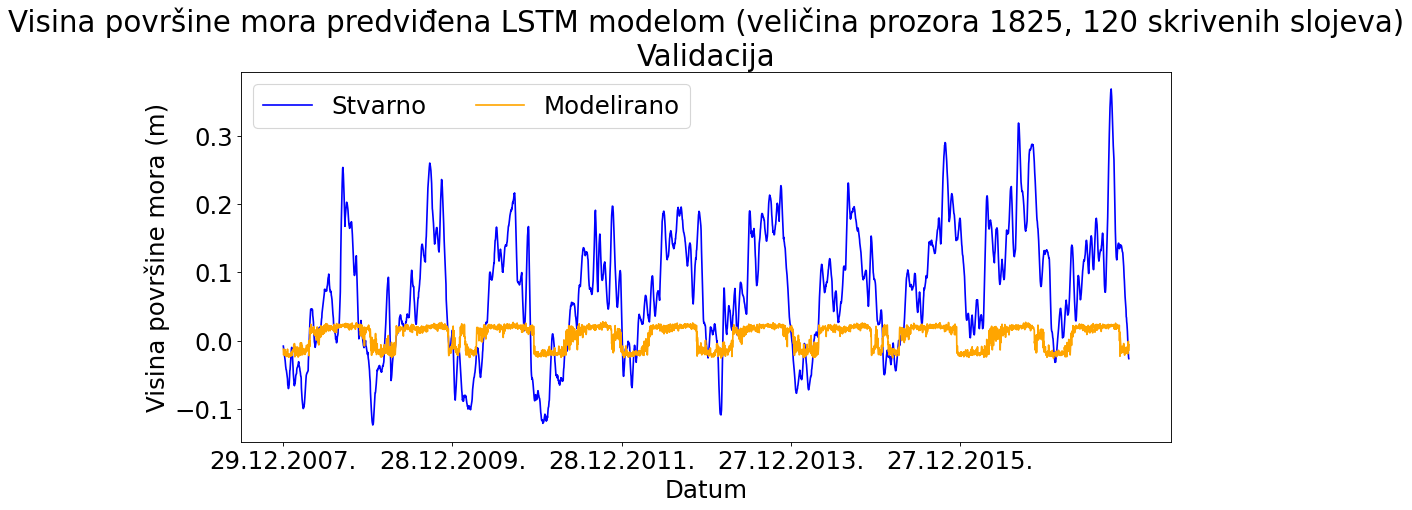 Visina površine mora predviđena LSTM modelom (veličina prozora 1825, 120 skrivenih slojeva)
Validacija
Stvarno Modelirano
Visina površine mora (m)
0.3
0.2
0.1
0.0
−0.1
29.12.2007. 28.12.2009. 28.12.2011. 27.12.2013. 27.12.2015.
Datum